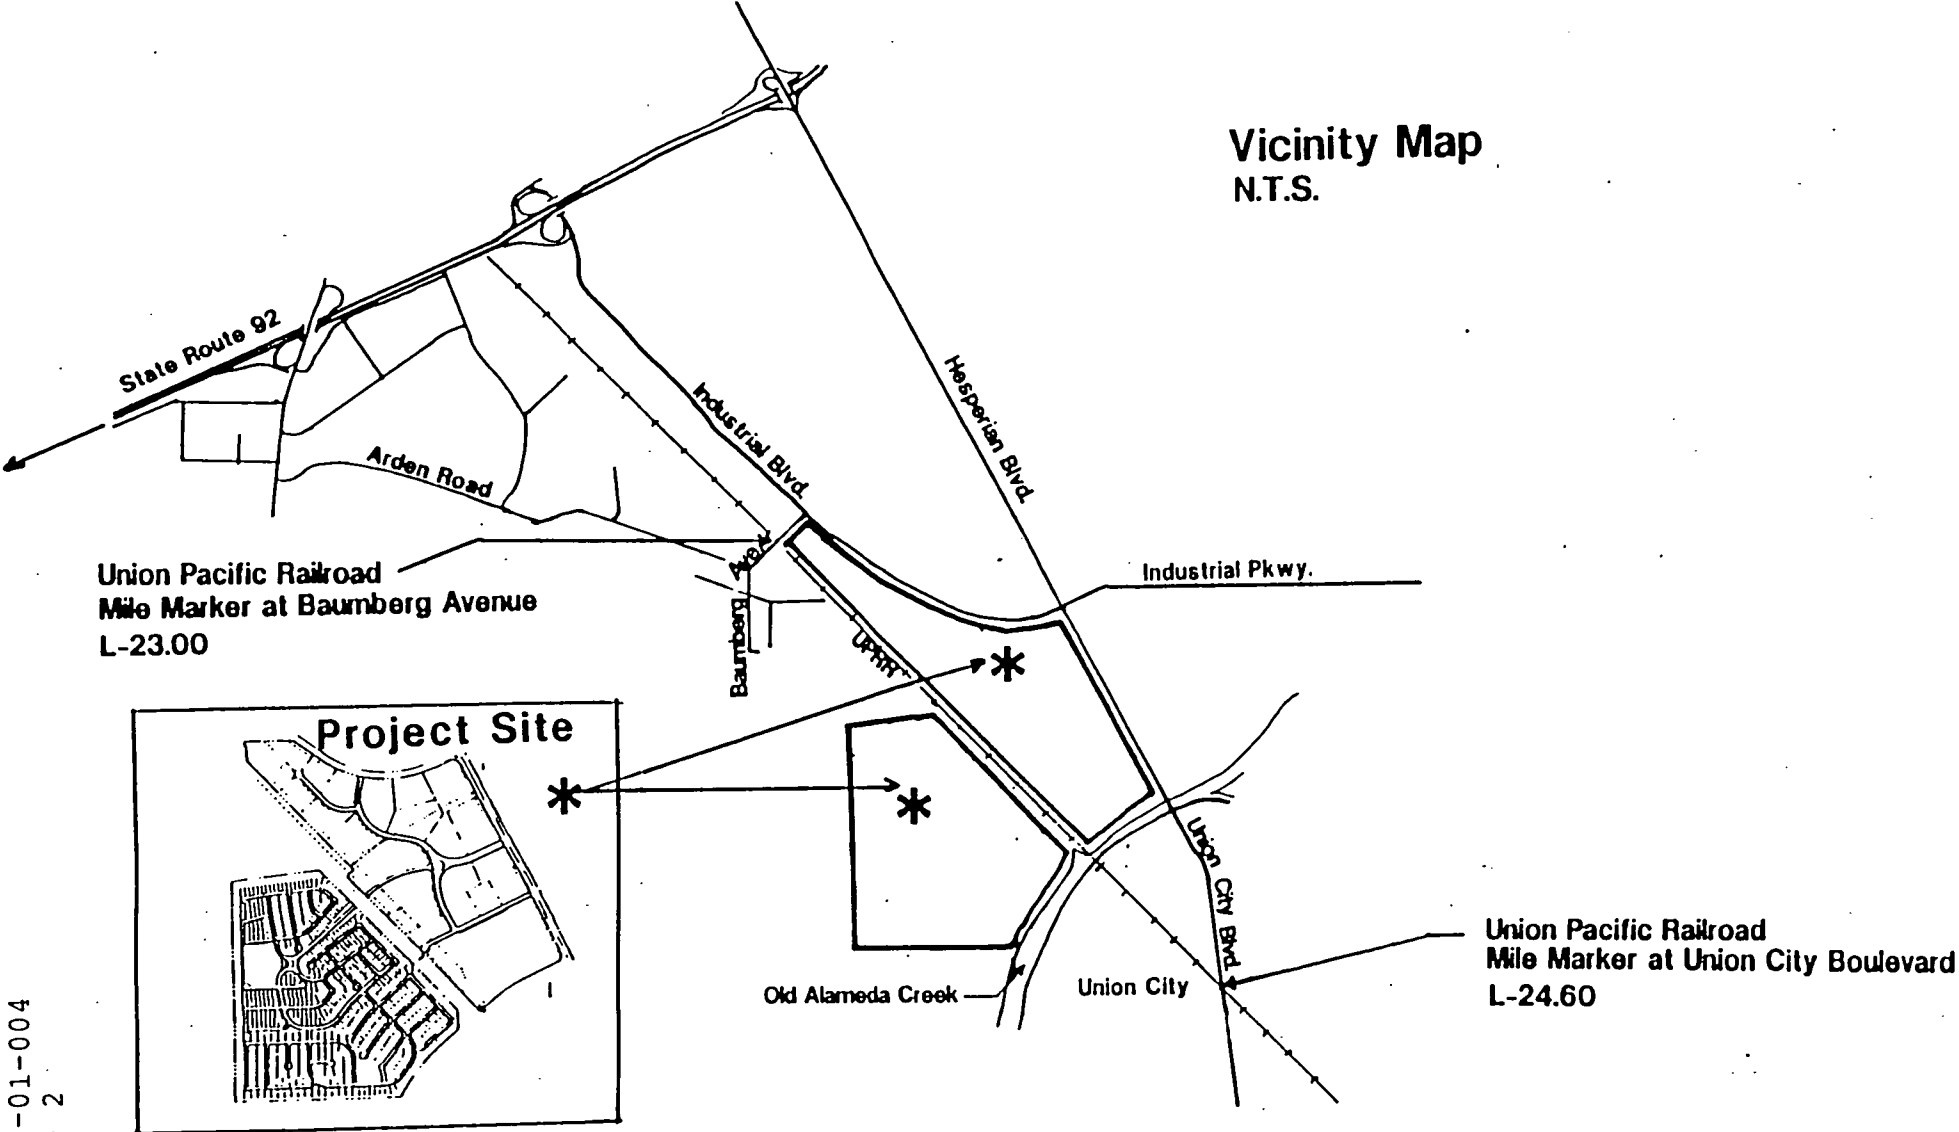 Vicinity Map
N.T.S.
State Route 92
Hesperian Blvd.
Industrial Blvd.
Arden Road
Union Pacific Railroad
Mile Marker at Baumberg Avenue
L-23.00
Baumberg Ave.
Industrial Pkwy.
UPRR
Project Site
*
*
*
Union City Blvd.
Union Pacific Railroad
Mile Marker at Union City Boulevard
L-24.60
Old Alameda Creek
Union City
-01-004
2